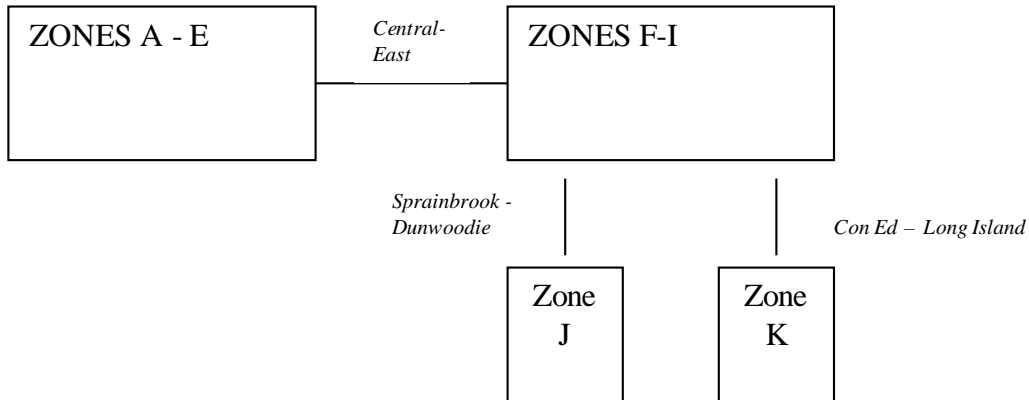 ZONES A - E
Central-
East
ZONES F-I
Sprainbrook -
Dunwoodie
Con Ed – Long Island
Zone
J
Zone
K